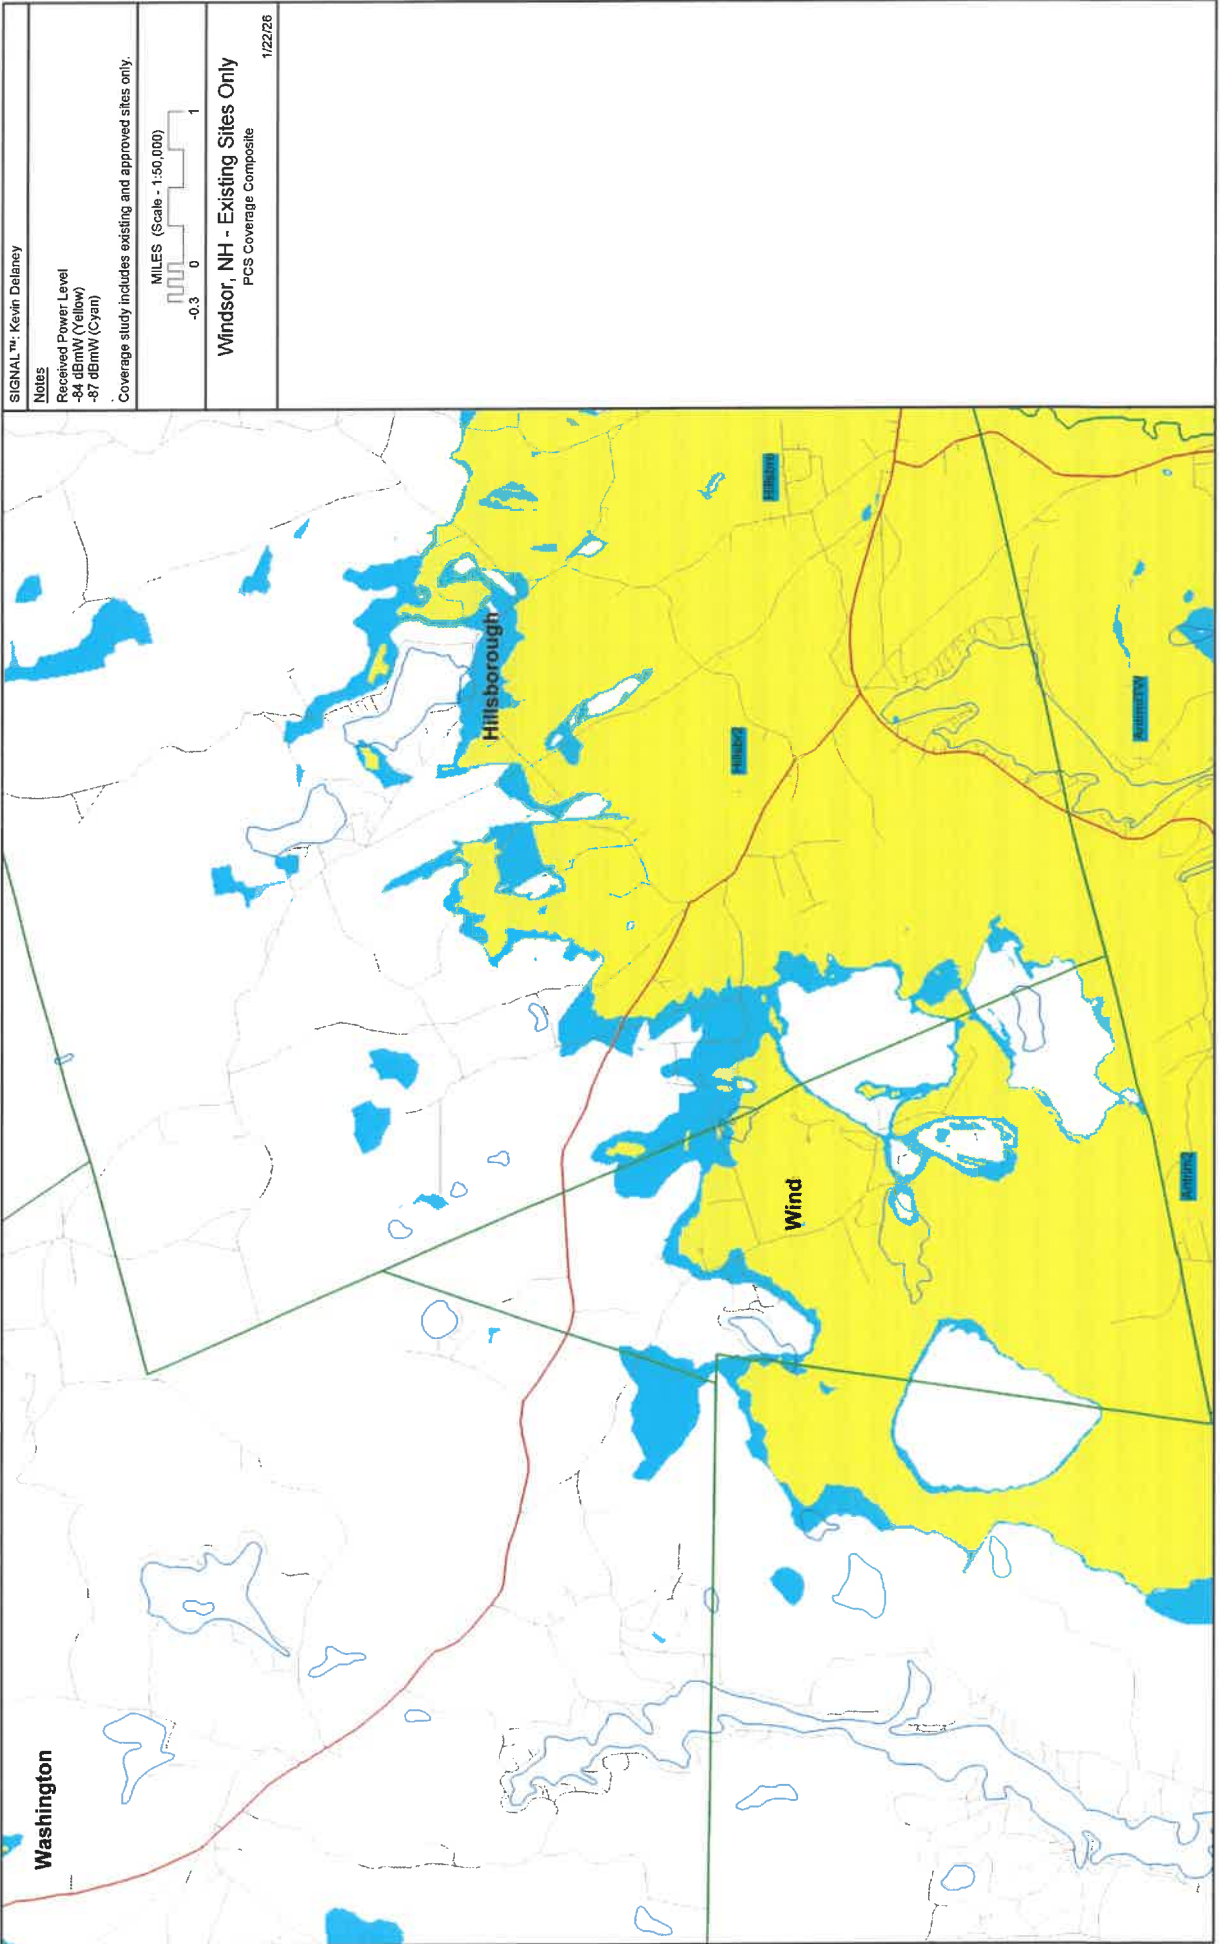 SIGNAL™: Kevin Delaney
Notes
Received Power Level
-84 dBmW (Yellow)
-87 dBmW (Cyan)
Coverage study includes existing and approved sites only.
MILES (Scale - 1:50,000)
-0.3 0 1
Windsor, NH - Existing Sites Only
PCS Coverage Composite
1/22/26
Washington
Hillsborough
Wind
Hillsbr2
Antrim2